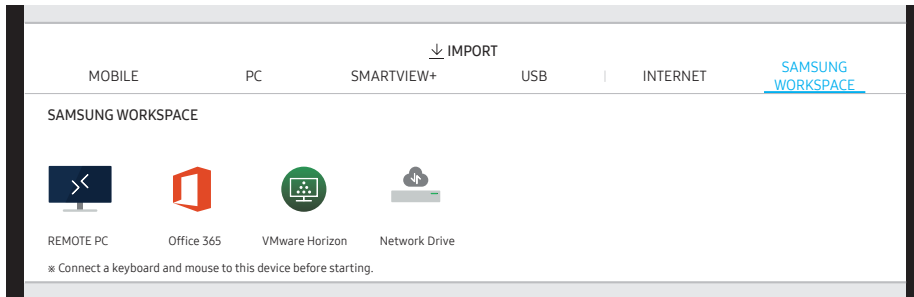 IMPORT
MOBILE PC SMARTVIEW+ USB INTERNET SAMSUNG WORKSPACE
SAMSUNG WORKSPACE
REMOTE PC Office 365 VMware Horizon Network Drive
※ Connect a keyboard and mouse to this device before starting.